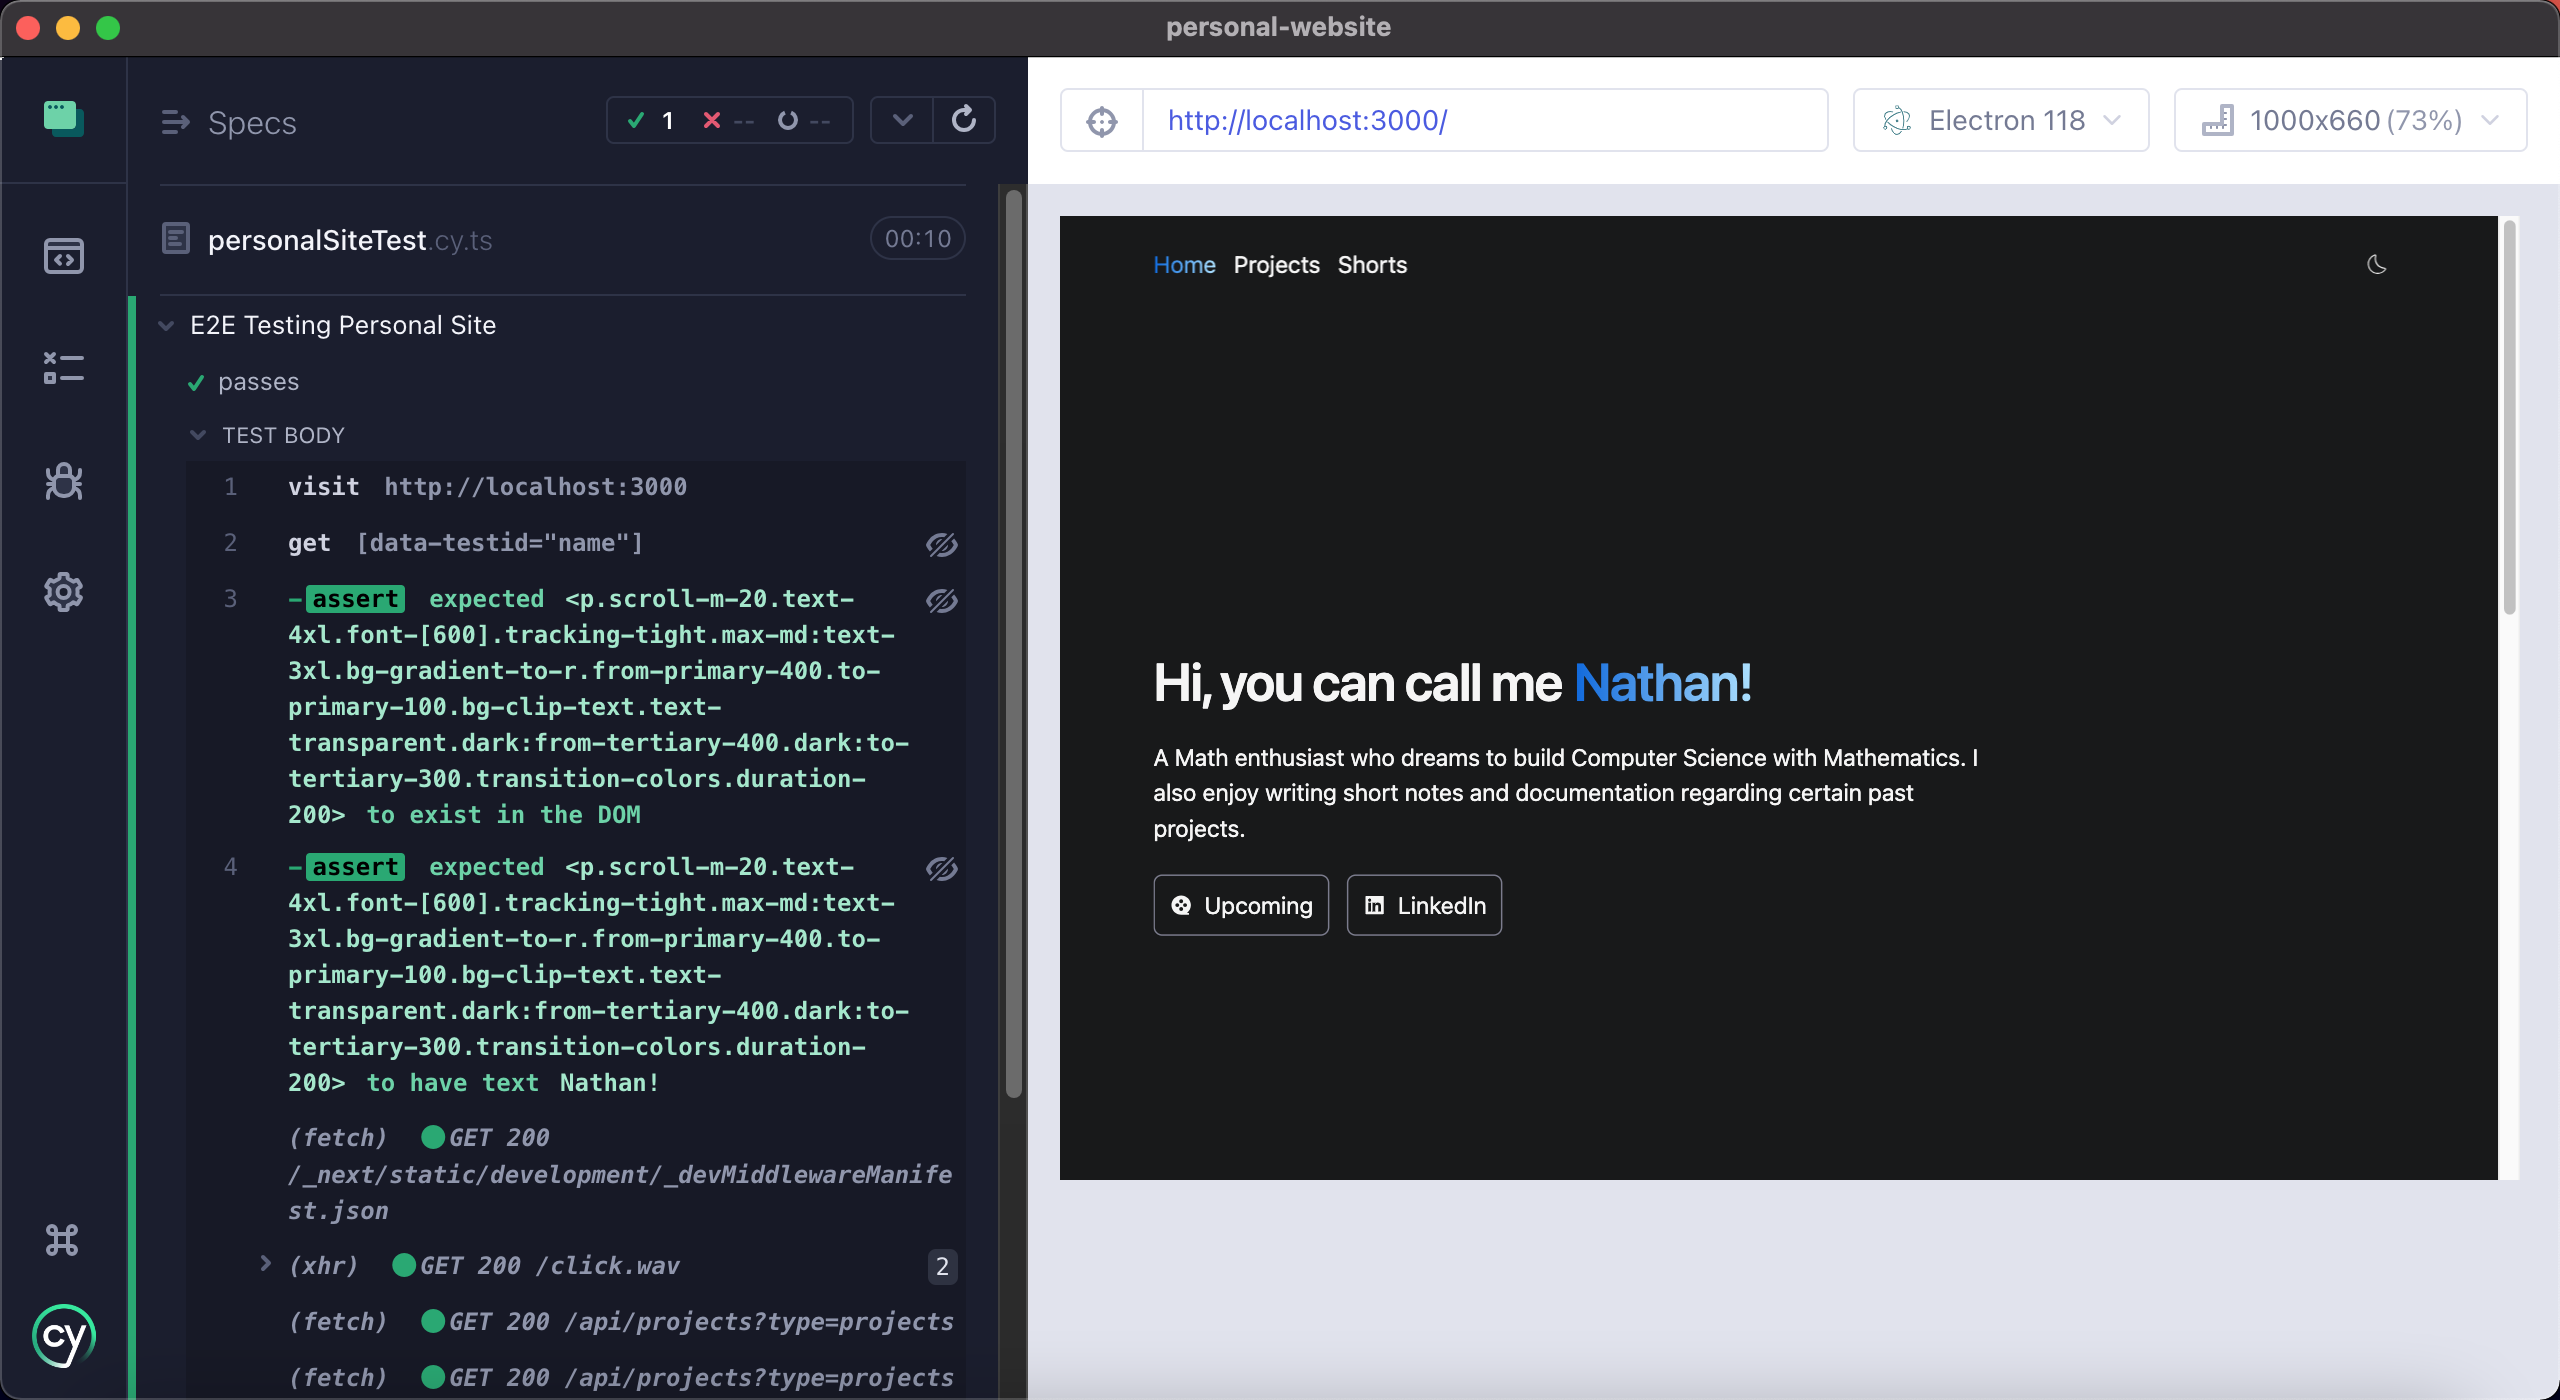 personal-website
Specs
1 -- --
personalSiteTest.cy.ts
00:10
E2E Testing Personal Site
passes
TEST BODY
1 visit http://localhost:3000
2 get [data-testid="name"]
3 -assert expected <p.scroll-m-20.text-
4xl.font-[600].tracking-tight.max-md:text-
3xl.bg-gradient-to-r.from-primary-400.to-
primary-100.bg-clip-text.text-
transparent.dark:from-tertiary-400.dark:to-
tertiary-300.transition-colors.duration-
200> to exist in the DOM
4 -assert expected <p.scroll-m-20.text-
4xl.font-[600].tracking-tight.max-md:text-
3xl.bg-gradient-to-r.from-primary-400.to-
primary-100.bg-clip-text.text-
transparent.dark:from-tertiary-400.dark:to-
tertiary-300.transition-colors.duration-
200> to have text Nathan!
(fetch) GET 200
/_next/static/development/_devMiddlewareManife
st.json
(xhr) GET 200 /click.wav 2
(fetch) GET 200 /api/projects?type=projects
(fetch) GET 200 /api/projects?type=projects
cy
http://localhost:3000/
Electron 118
1000x660 (73%)
Home Projects Shorts
Hi, you can call me Nathan!
A Math enthusiast who dreams to build Computer Science with Mathematics. I
also enjoy writing short notes and documentation regarding certain past
projects.
Upcoming
in LinkedIn